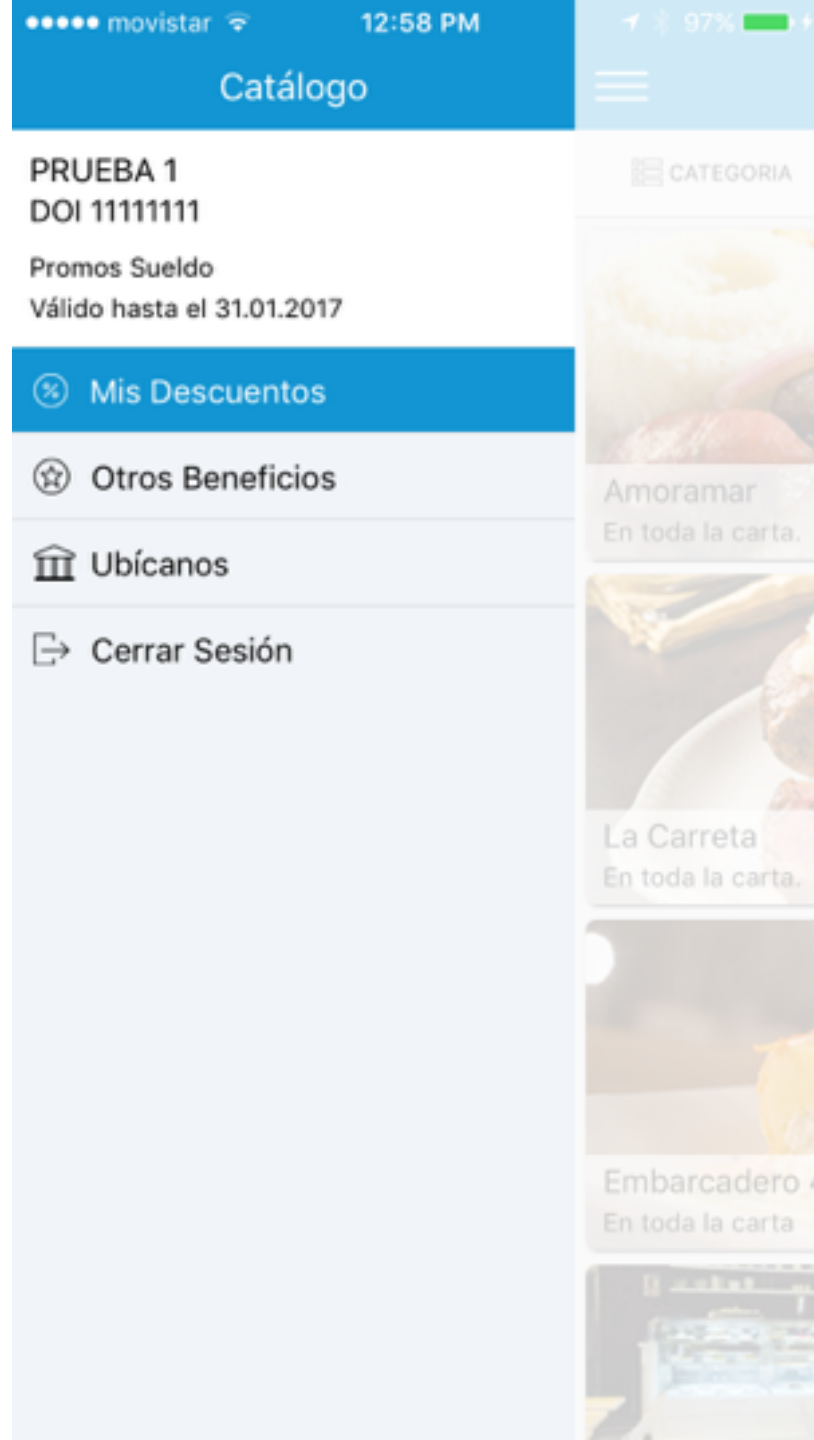 movistar 12:58 PM 97%
Catálogo
PRUEBA 1
DOI 11111111
Promos Sueldo
Válido hasta el 31.01.2017
Mis Descuentos
Otros Beneficios
Ubícanos
Cerrar Sesión
CATEGORIA
Amoramar
En toda la carta.
La Carreta
En toda la carta.
Embarcadero
En toda la carta